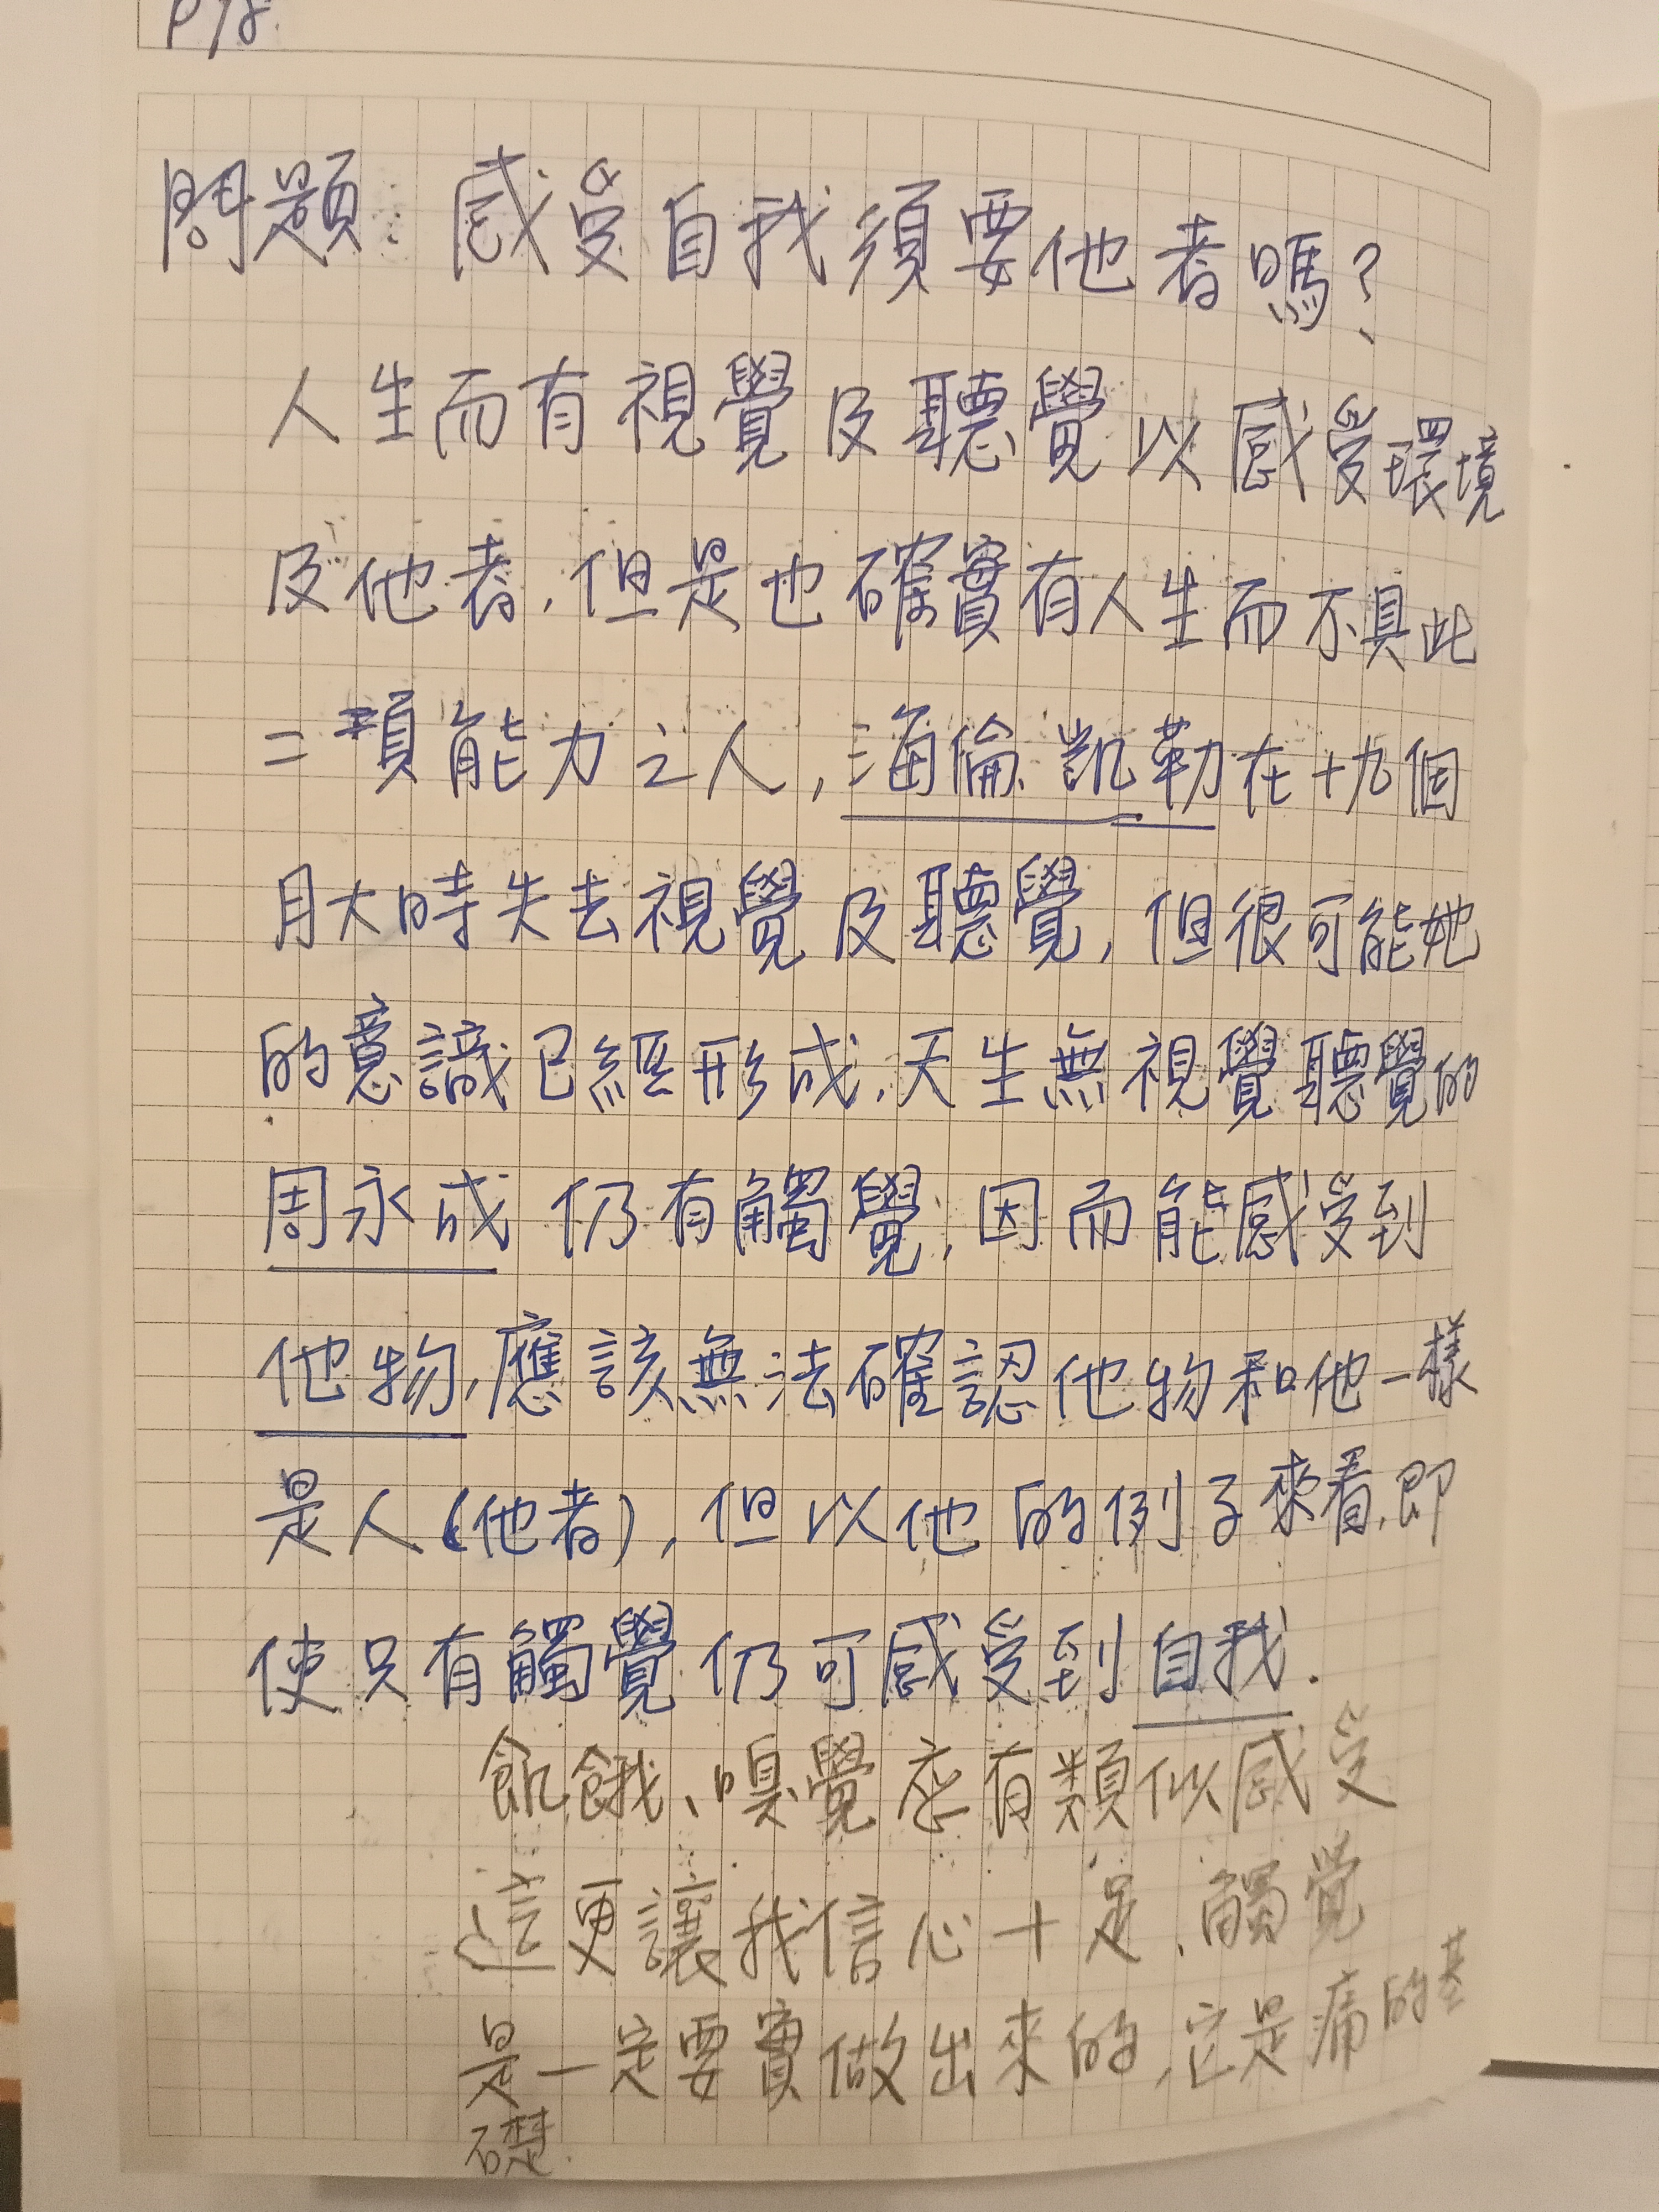 P98.
問題：感受自我須要他者嗎？
人生而有視覺及聽覺以感受環境
及他者，但是也確實有人生而不具此
二項能力之人，海倫.凱勒在十九個
月大時失去視覺及聽覺，但很可能她
的意識已經形成，天生無視覺聽覺的
周永成仍有觸覺，因而能感受到
他物，應該無法確認他物和他一樣
是人(他者)，但以他的例子來看，即
使只有觸覺仍可感受到自我.
飢餓、嗅覺应有類似感受
這更讓我信心十足、觸覺
是一定要實做出來的，它是痛的基
礎.